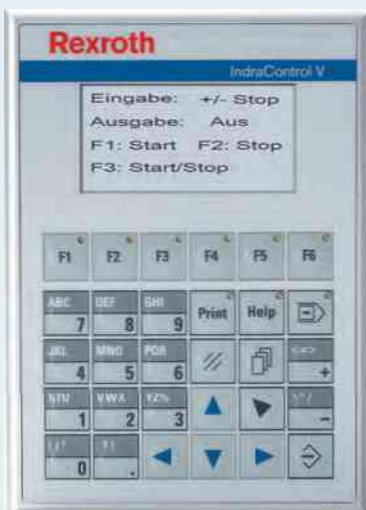 Rexroth
IndraControl V
Eingabe: +/- Stop
Ausgabe: Aus
F1: Start F2: Stop
F3: Start/Stop
F1 F2 F3 F4 F5 F6
ABC DEF GHI
7 8 9 Print Help
JKL MNO PQR
4 5 6 +
STU VWX YZ%
1 2 3 -
0 .